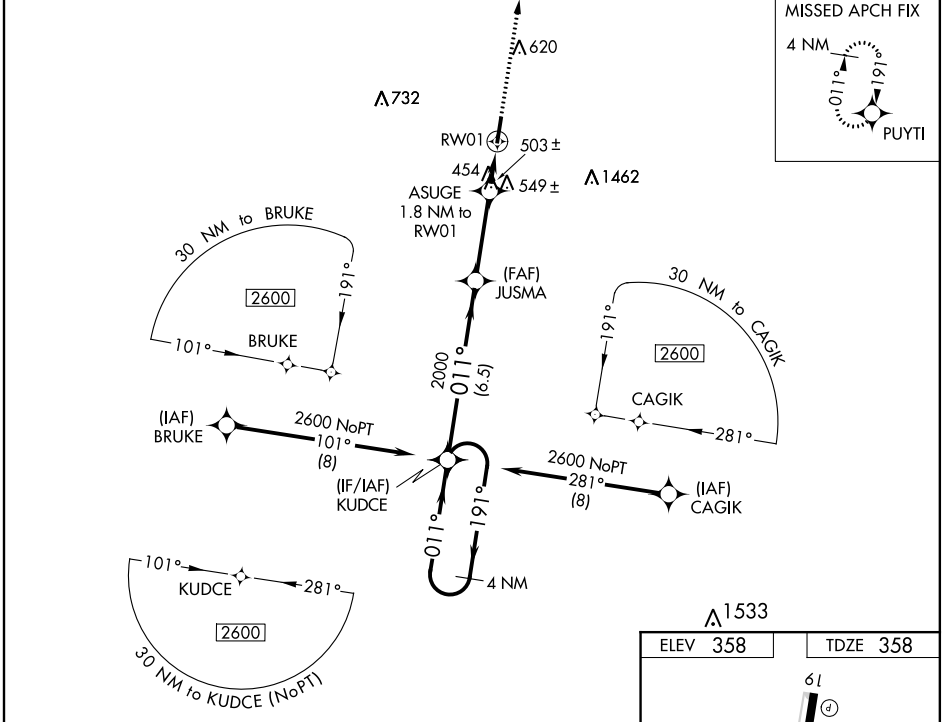 MISSED APCH FIX
4 NM
011°
191°
PUYTI
620
732
RW01
503 ±
454
549 ±
1462
ASUGE
1.8 NM to
RW01
30 NM to BRUKE
2600
191°
BRUKE
101°
(FAF)
JUSMA
30 NM to CAGIK
191°
2600
CAGIK
281°
2000
011°
(6.5)
(IAF)
BRUKE
2600 NoPT
101°
(8)
(IF/IAF)
KUDCE
2600 NoPT
281°
(8)
(IAF)
CAGIK
011°
191°
4 NM
101°
KUDCE
281°
2600
30 NM to KUDCE (NoPT)
1533
ELEV 358
TDZE 358
19
P